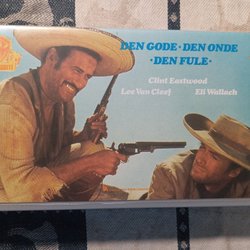 DEN GODE · DEN ONDE
· DEN FULE ·
Clint Eastwood
Lee Van Cleef
Eli Wallach